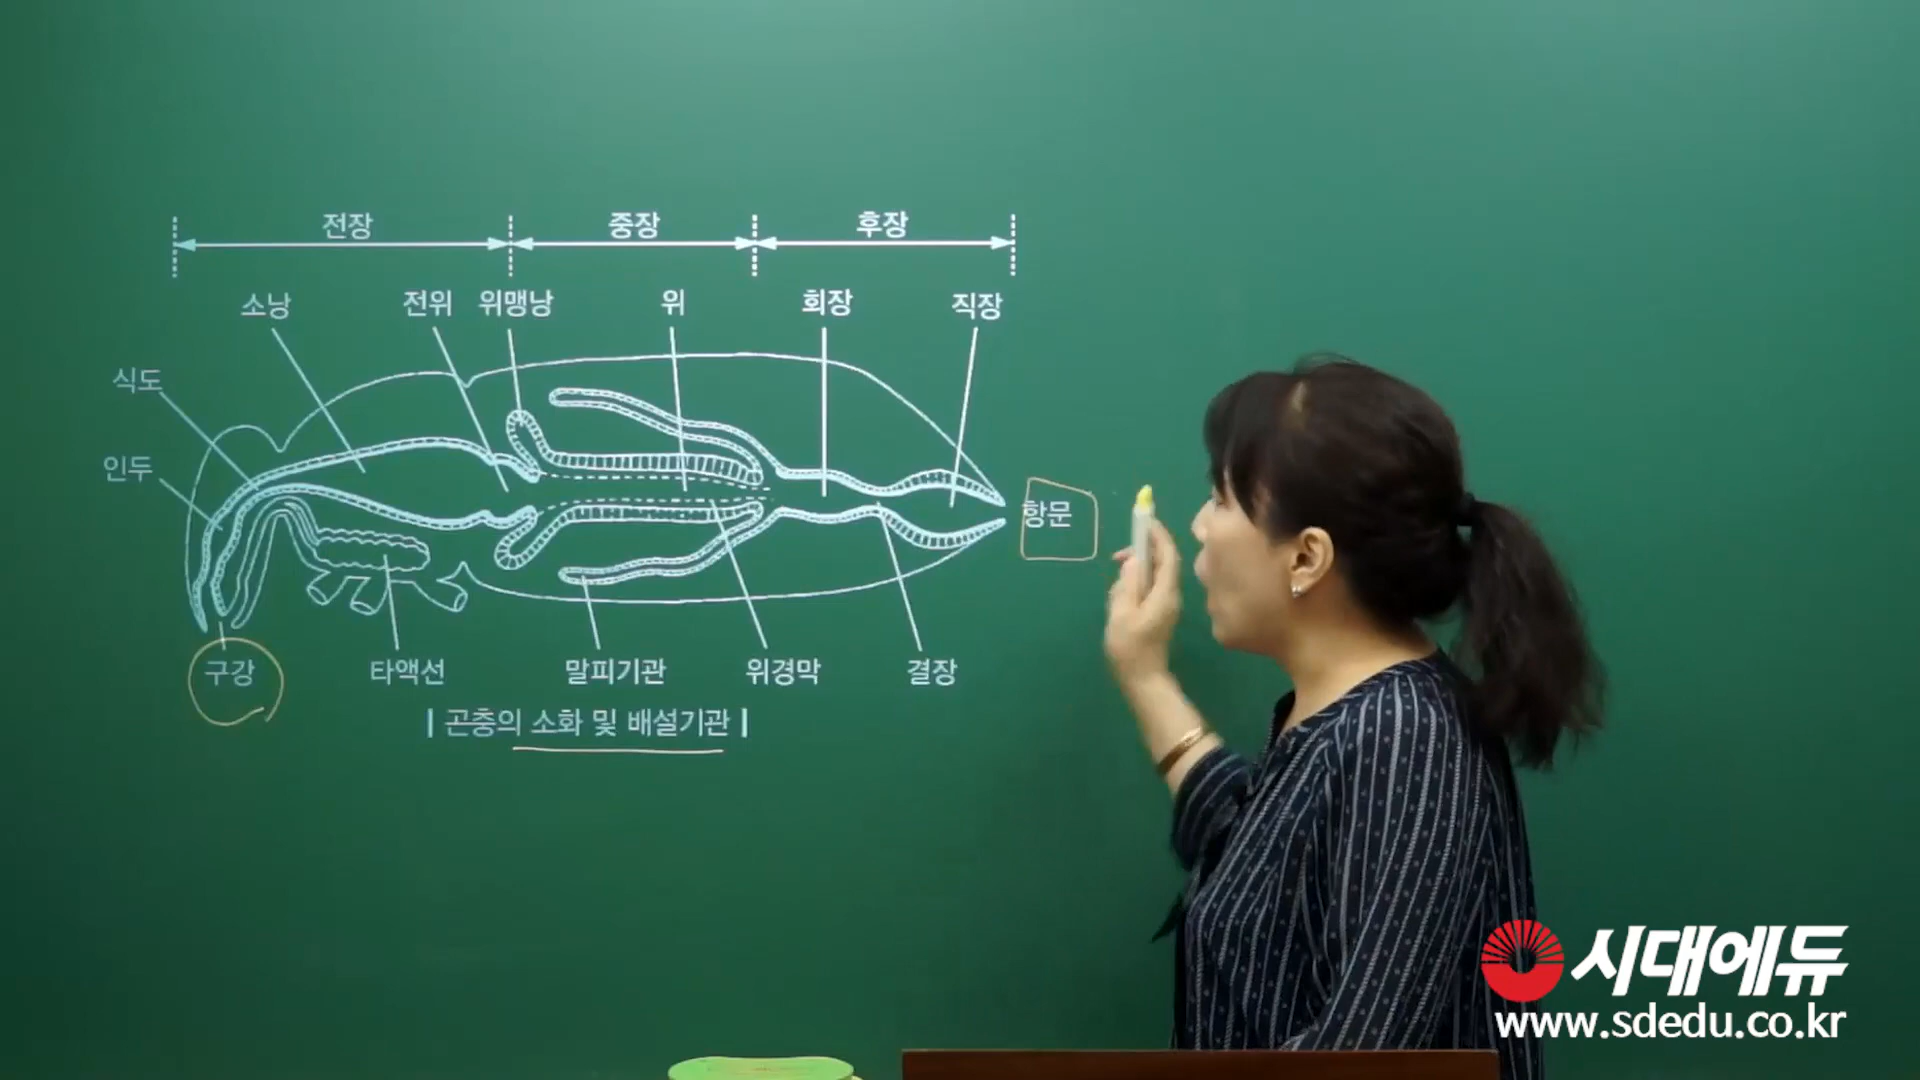 전장 중장 후장
소낭 전위 위맹낭 위 회장 직장
식도
인두
항문
구강 타액선 말피기관 위경막 결장
| 곤충의 소화 및 배설기관 |
시대에듀
www.sdedu.co.kr